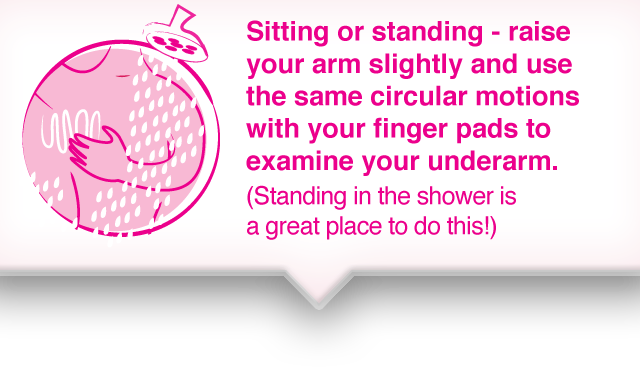 Sitting or standing - raise
your arm slightly and use
the same circular motions
with your finger pads to
examine your underarm.
(Standing in the shower is
a great place to do this!)